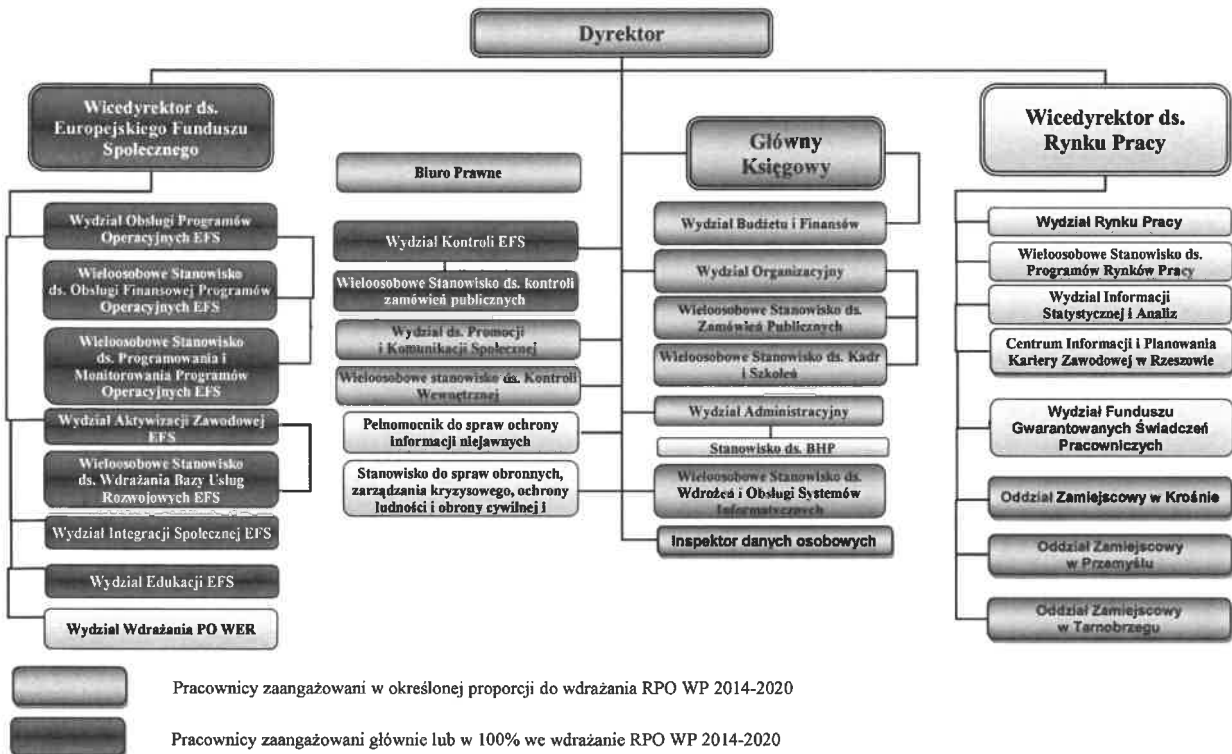 Dyrektor
Wicedyrektor ds.
Europejskiego Funduszu
Społecznego
Wydział Obsługi Programów
Operacyjnych EFS
Wieloosobowe Stanowisko
ds. Obsługi Finansowej Programów
Operacyjnych EFS
Wieloosobowe Stanowisko
ds. Programowania i
Monitorowania Programów
Operacyjnych EFS
Wydział Aktywizacji Zawodowej
EFS
Wieloosobowe Stanowisko
ds. Wdrażania Bazy Usług
Rozwojowych EFS
Wydział Integracji Społecznej EFS
Wydział Edukacji EFS
Wydział Wdrażania PO WER
Biuro Prawne
Wydział Kontroli EFS
Wieloosobowe Stanowisko ds. kontroli
zamówień publicznych
Wydział ds. Promocji
i Komunikacji Społecznej
Wieloosobowe stanowisko ds. Kontroli
Wewnętrznej
Pełnomocnik do spraw ochrony
informacji niejawnych
Stanowisko do spraw obronnych,
zarządzania kryzysowego, ochrony
ludności i obrony cywilnej i
Główny
Księgowy
Wydział Budżetu i Finansów
Wydział Organizacyjny
Wieloosobowe Stanowisko ds.
Zamówień Publicznych
Wieloosobowe Stanowisko ds. Kadr
i Szkoleń
Wydział Administracyjny
Stanowisko ds. BHP
Wieloosobowe Stanowisko ds.
Wdrożeń i Obsługi Systemów
Informatycznych
Inspektor danych osobowych
Wicedyrektor ds.
Rynku Pracy
Wydział Rynku Pracy
Wieloosobowe Stanowisko ds.
Programów Rynków Pracy
Wydział Informacji
Statystycznej i Analiz
Centrum Informacji i Planowania
Kariery Zawodowej w Rzeszowie
Wydział Funduszu
Gwarantowanych Świadczeń
Pracowniczych
Oddział Zamiejscowy w Krośnie
Oddział Zamiejscowy
w Przemyślu
Oddział Zamiejscowy
w Tarnobrzegu
Pracownicy zaangażowani w określonej proporcji do wdrażania RPO WP 2014-2020
Pracownicy zaangażowani głównie lub w 100% we wdrażanie RPO WP 2014-2020